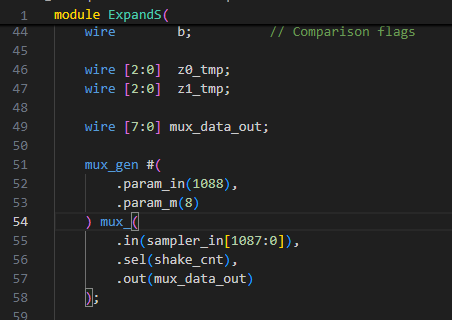 1 module ExpandS(
44 wire b; // Comparison flags
45
46 wire [2:0] z0_tmp;
47 wire [2:0] z1_tmp;
48
49 wire [7:0] mux_data_out;
50
51 mux_gen #(
52 .param_in(1088),
53 .param_m(8)
54 ) mux_(
55 .in(sampler_in[1087:0]),
56 .sel(shake_cnt),
57 .out(mux_data_out)
58 );
59